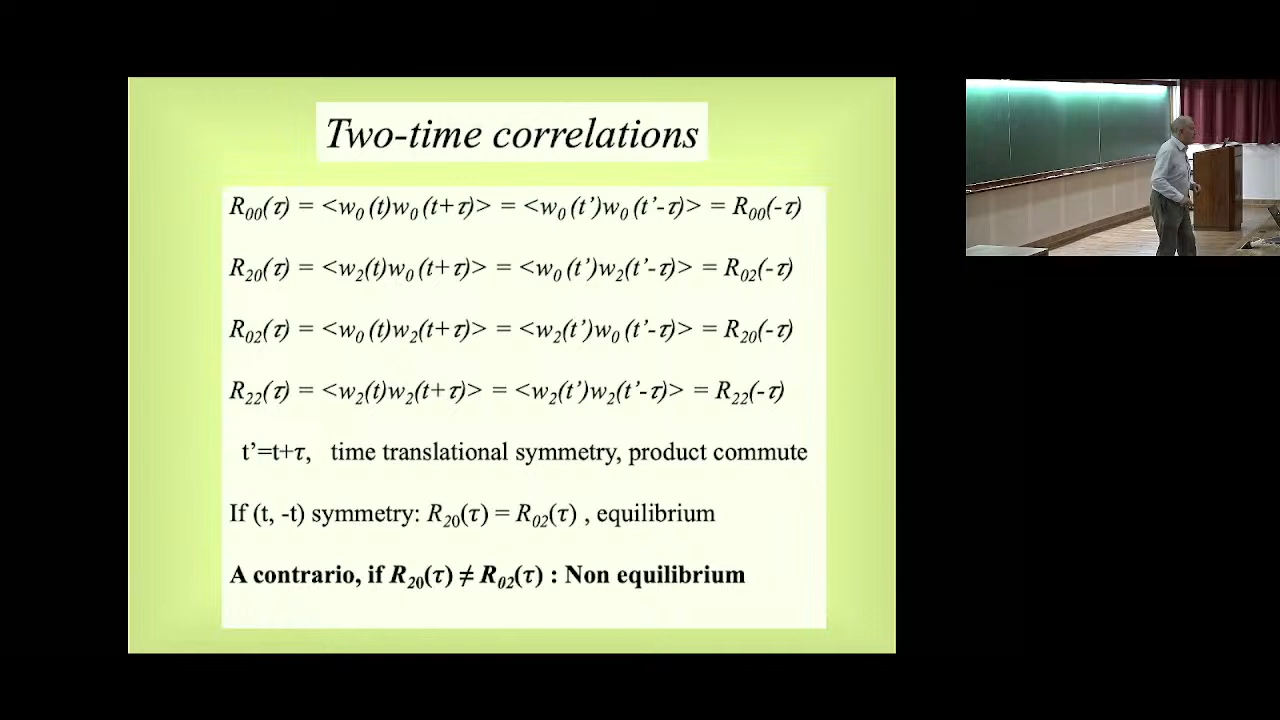 Two-time correlations
R₀₀(τ) = <w₀ (t)w₀ (t+τ)> = <w₀ (t’)w₀ (t’-τ)> = R₀₀(-τ)
R₂₀(τ) = <w₂(t)w₀ (t+τ)> = <w₀ (t’)w₂(t’-τ)> = R₀₂(-τ)
R₀₂(τ) = <w₀ (t)w₂(t+τ)> = <w₂(t’)w₀ (t’-τ)> = R₂₀(-τ)
R₂₂(τ) = <w₂(t)w₂(t+τ)> = <w₂(t’)w₂(t’-τ)> = R₂₂(-τ)
t’=t+τ, time translational symmetry, product commute
If (t, -t) symmetry: R₂₀(τ) = R₀₂(τ) , equilibrium
A contrario, if R₂₀(τ) ≠ R₀₂(τ) : Non equilibrium